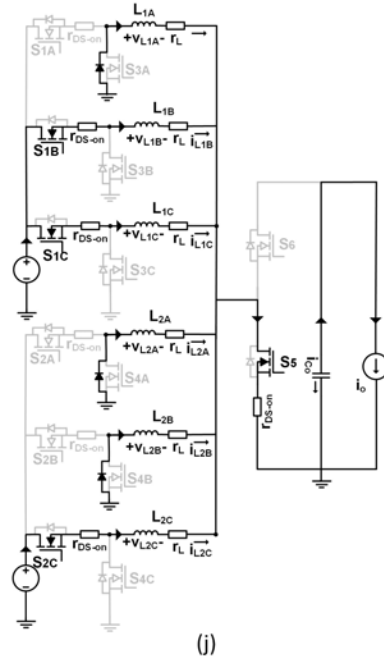 L1A
S1A rDS-on +vL1A- rL
S3A
L1B
S1B rDS-on +vL1B- rL iL1B
S3B
L1C
S1C rDS-on +vL1C- rL iL1C
S3C
+
-
S6
L2A
S2A rDS-on +vL2A- rL iL2A
S4A
S5
iCo
io
rDS-on
L2B
S2B rDS-on +vL2B- rL iL2B
S4B
L2C
S2C rDS-on +vL2C- rL iL2C
S4C
+
-
(j)